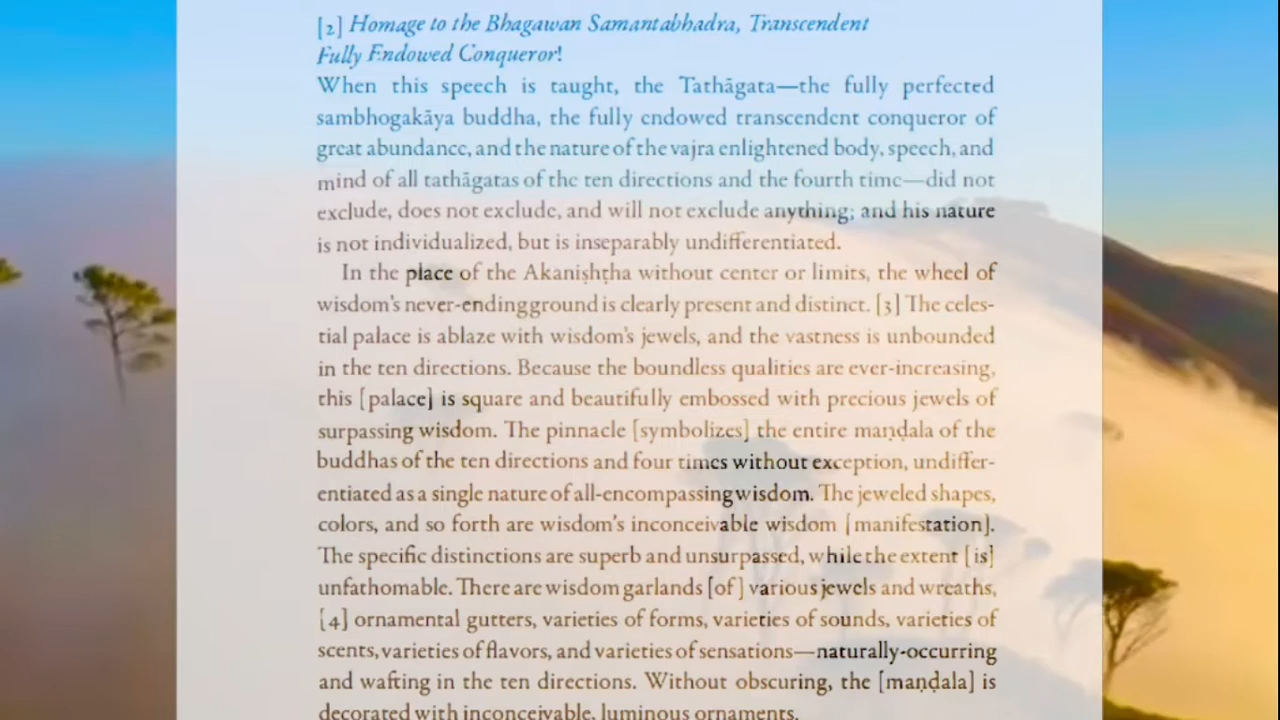 [2] Homage to the Bhagawan Samantabhadra, Transcendent
Fully Endowed Conqueror!
When this speech is taught, the Tathāgata—the fully perfected
sambhogakāya buddha, the fully endowed transcendent conqueror of
great abundance, and the nature of the vajra enlightened body, speech, and
mind of all tathāgatas of the ten directions and the fourth time—did not
exclude, does not exclude, and will not exclude anything; and his nature
is not individualized, but is inseparably undifferentiated.
In the place of the Akaniṣhṭha without center or limits, the wheel of
wisdom's never-ending ground is clearly present and distinct. [3] The celes-
tial palace is ablaze with wisdom's jewels, and the vastness is unbounded
in the ten directions. Because the boundless qualities are ever-increasing,
this [palace] is square and beautifully embossed with precious jewels of
surpassing wisdom. The pinnacle [symbolizes] the entire maṇḍala of the
buddhas of the ten directions and four times without exception, undiffer-
entiated as a single nature of all-encompassing wisdom. The jeweled shapes,
colors, and so forth are wisdom's inconceivable wisdom [manifestation].
The specific distinctions are superb and unsurpassed, while the extent [is]
unfathomable. There are wisdom garlands [of] various jewels and wreaths,
[4] ornamental gutters, varieties of forms, varieties of sounds, varieties of
scents, varieties of flavors, and varieties of sensations—naturally-occurring
and wafting in the ten directions. Without obscuring, the [maṇḍala] is
decorated with inconceivable, luminous ornaments.